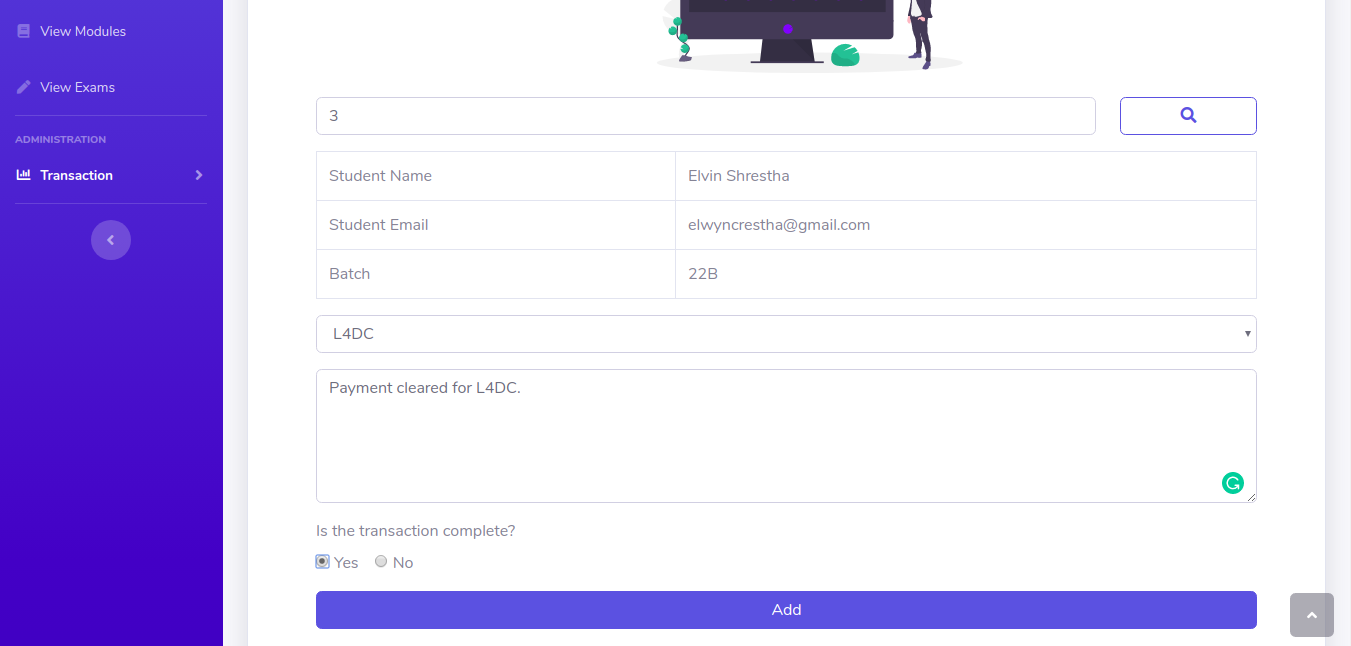 View Modules
View Exams
ADMINISTRATION
Transaction
3
Student Name Elvin Shrestha
Student Email elwyncrestha@gmail.com
Batch 22B
L4DC
Payment cleared for L4DC.
Is the transaction complete?
Yes No
Add